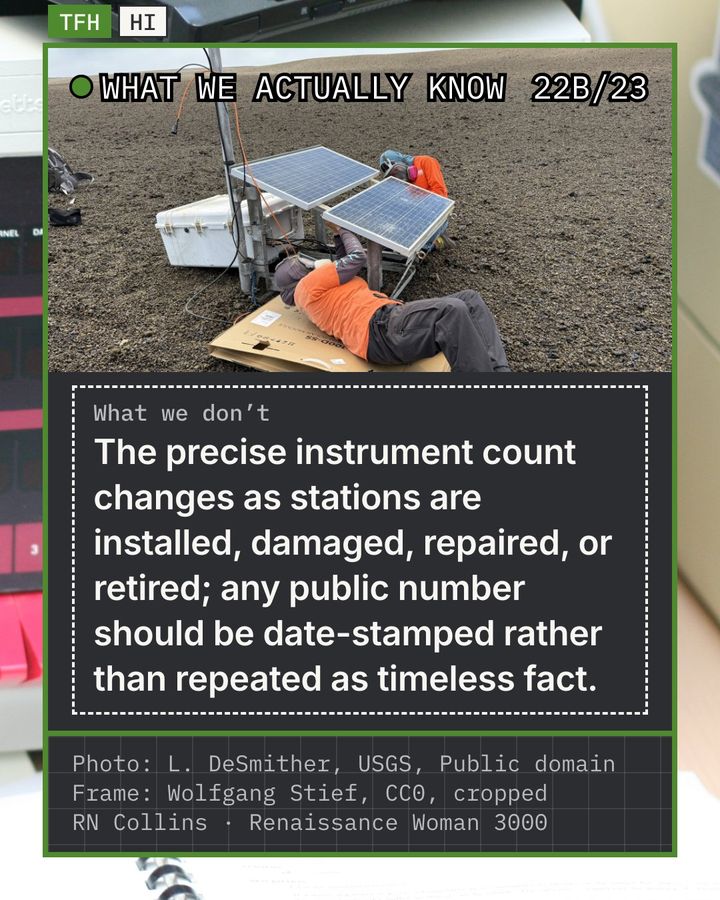 TFH HI
WHAT WE ACTUALLY KNOW 22B/23
What we don’t
The precise instrument count
changes as stations are
installed, damaged, repaired, or
retired; any public number
should be date-stamped rather
than repeated as timeless fact.
Photo: L. DeSmither, USGS, Public domain
Frame: Wolfgang Stief, CC0, cropped
RN Collins · Renaissance Woman 3000